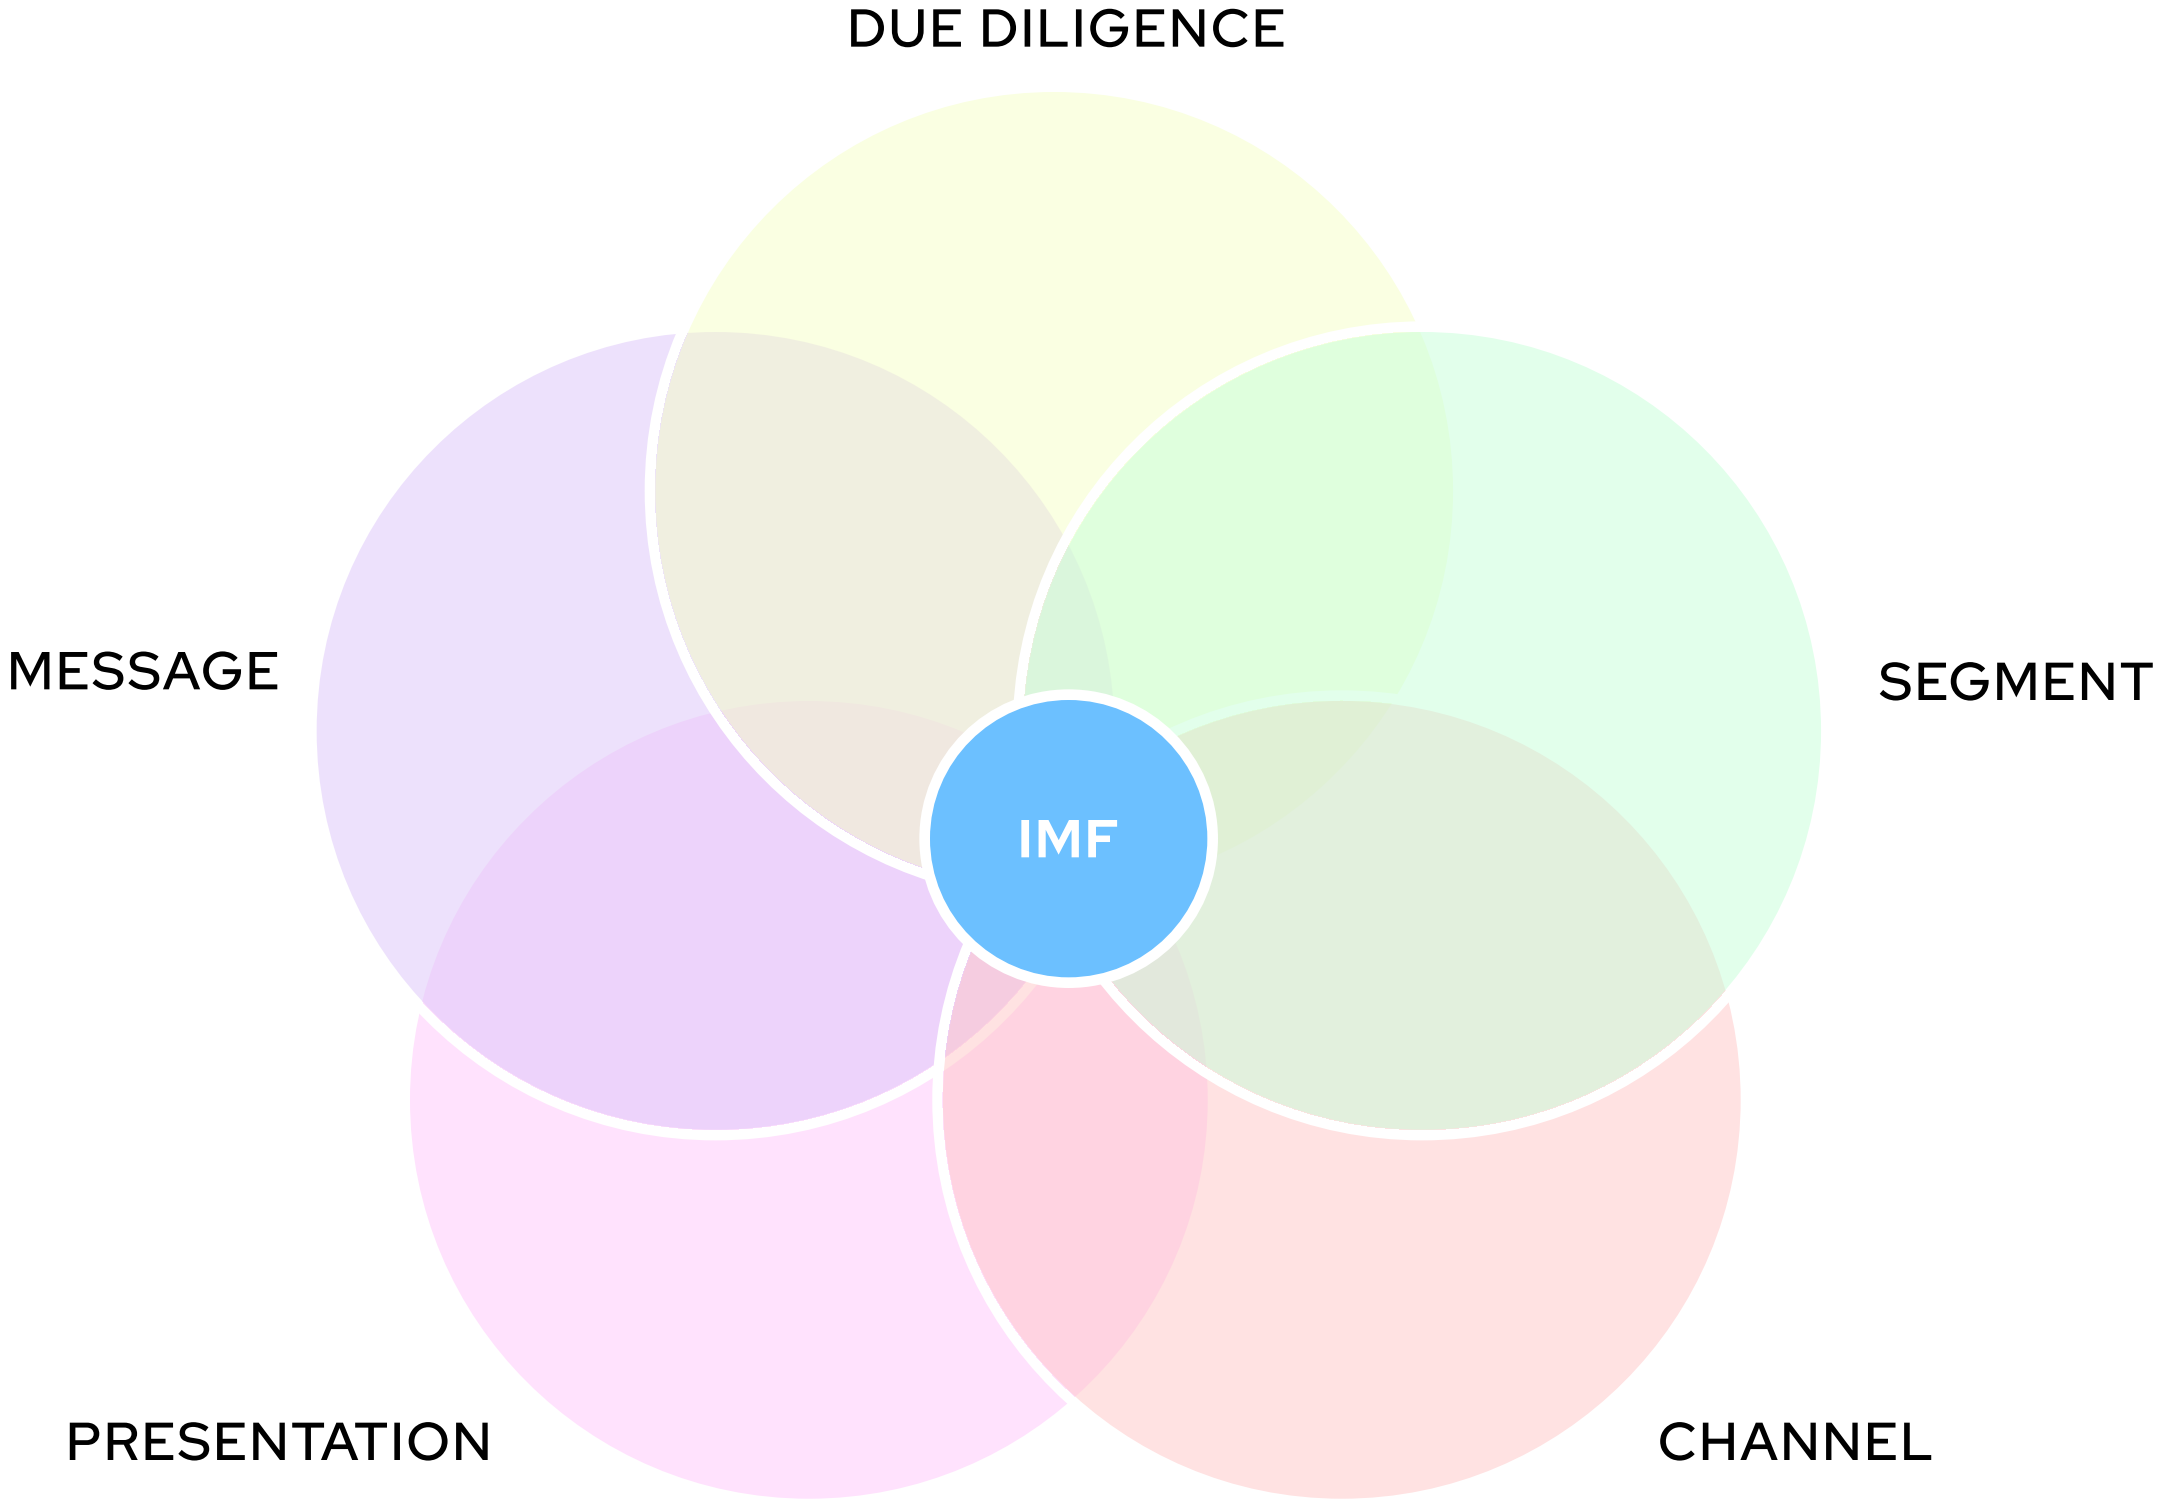 DUE DILIGENCE
MESSAGE
SEGMENT
IMF
PRESENTATION
CHANNEL